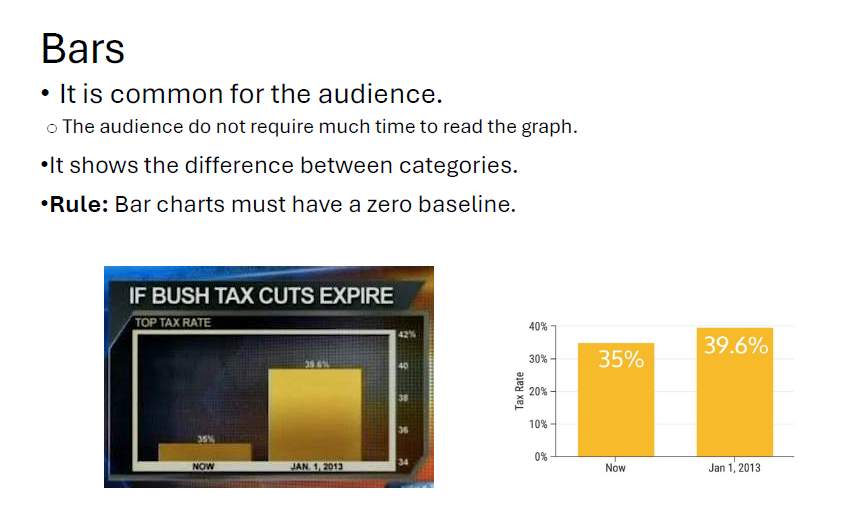 Bars
• It is common for the audience.
○ The audience do not require much time to read the graph.
•It shows the difference between categories.
•Rule: Bar charts must have a zero baseline.
IF BUSH TAX CUTS EXPIRE
TOP TAX RATE
42%
40
38
36
34
35%
39.6%
NOW
JAN. 1, 2013
Tax Rate
40%
30%
20%
10%
0%
35%
39.6%
Now
Jan 1, 2013